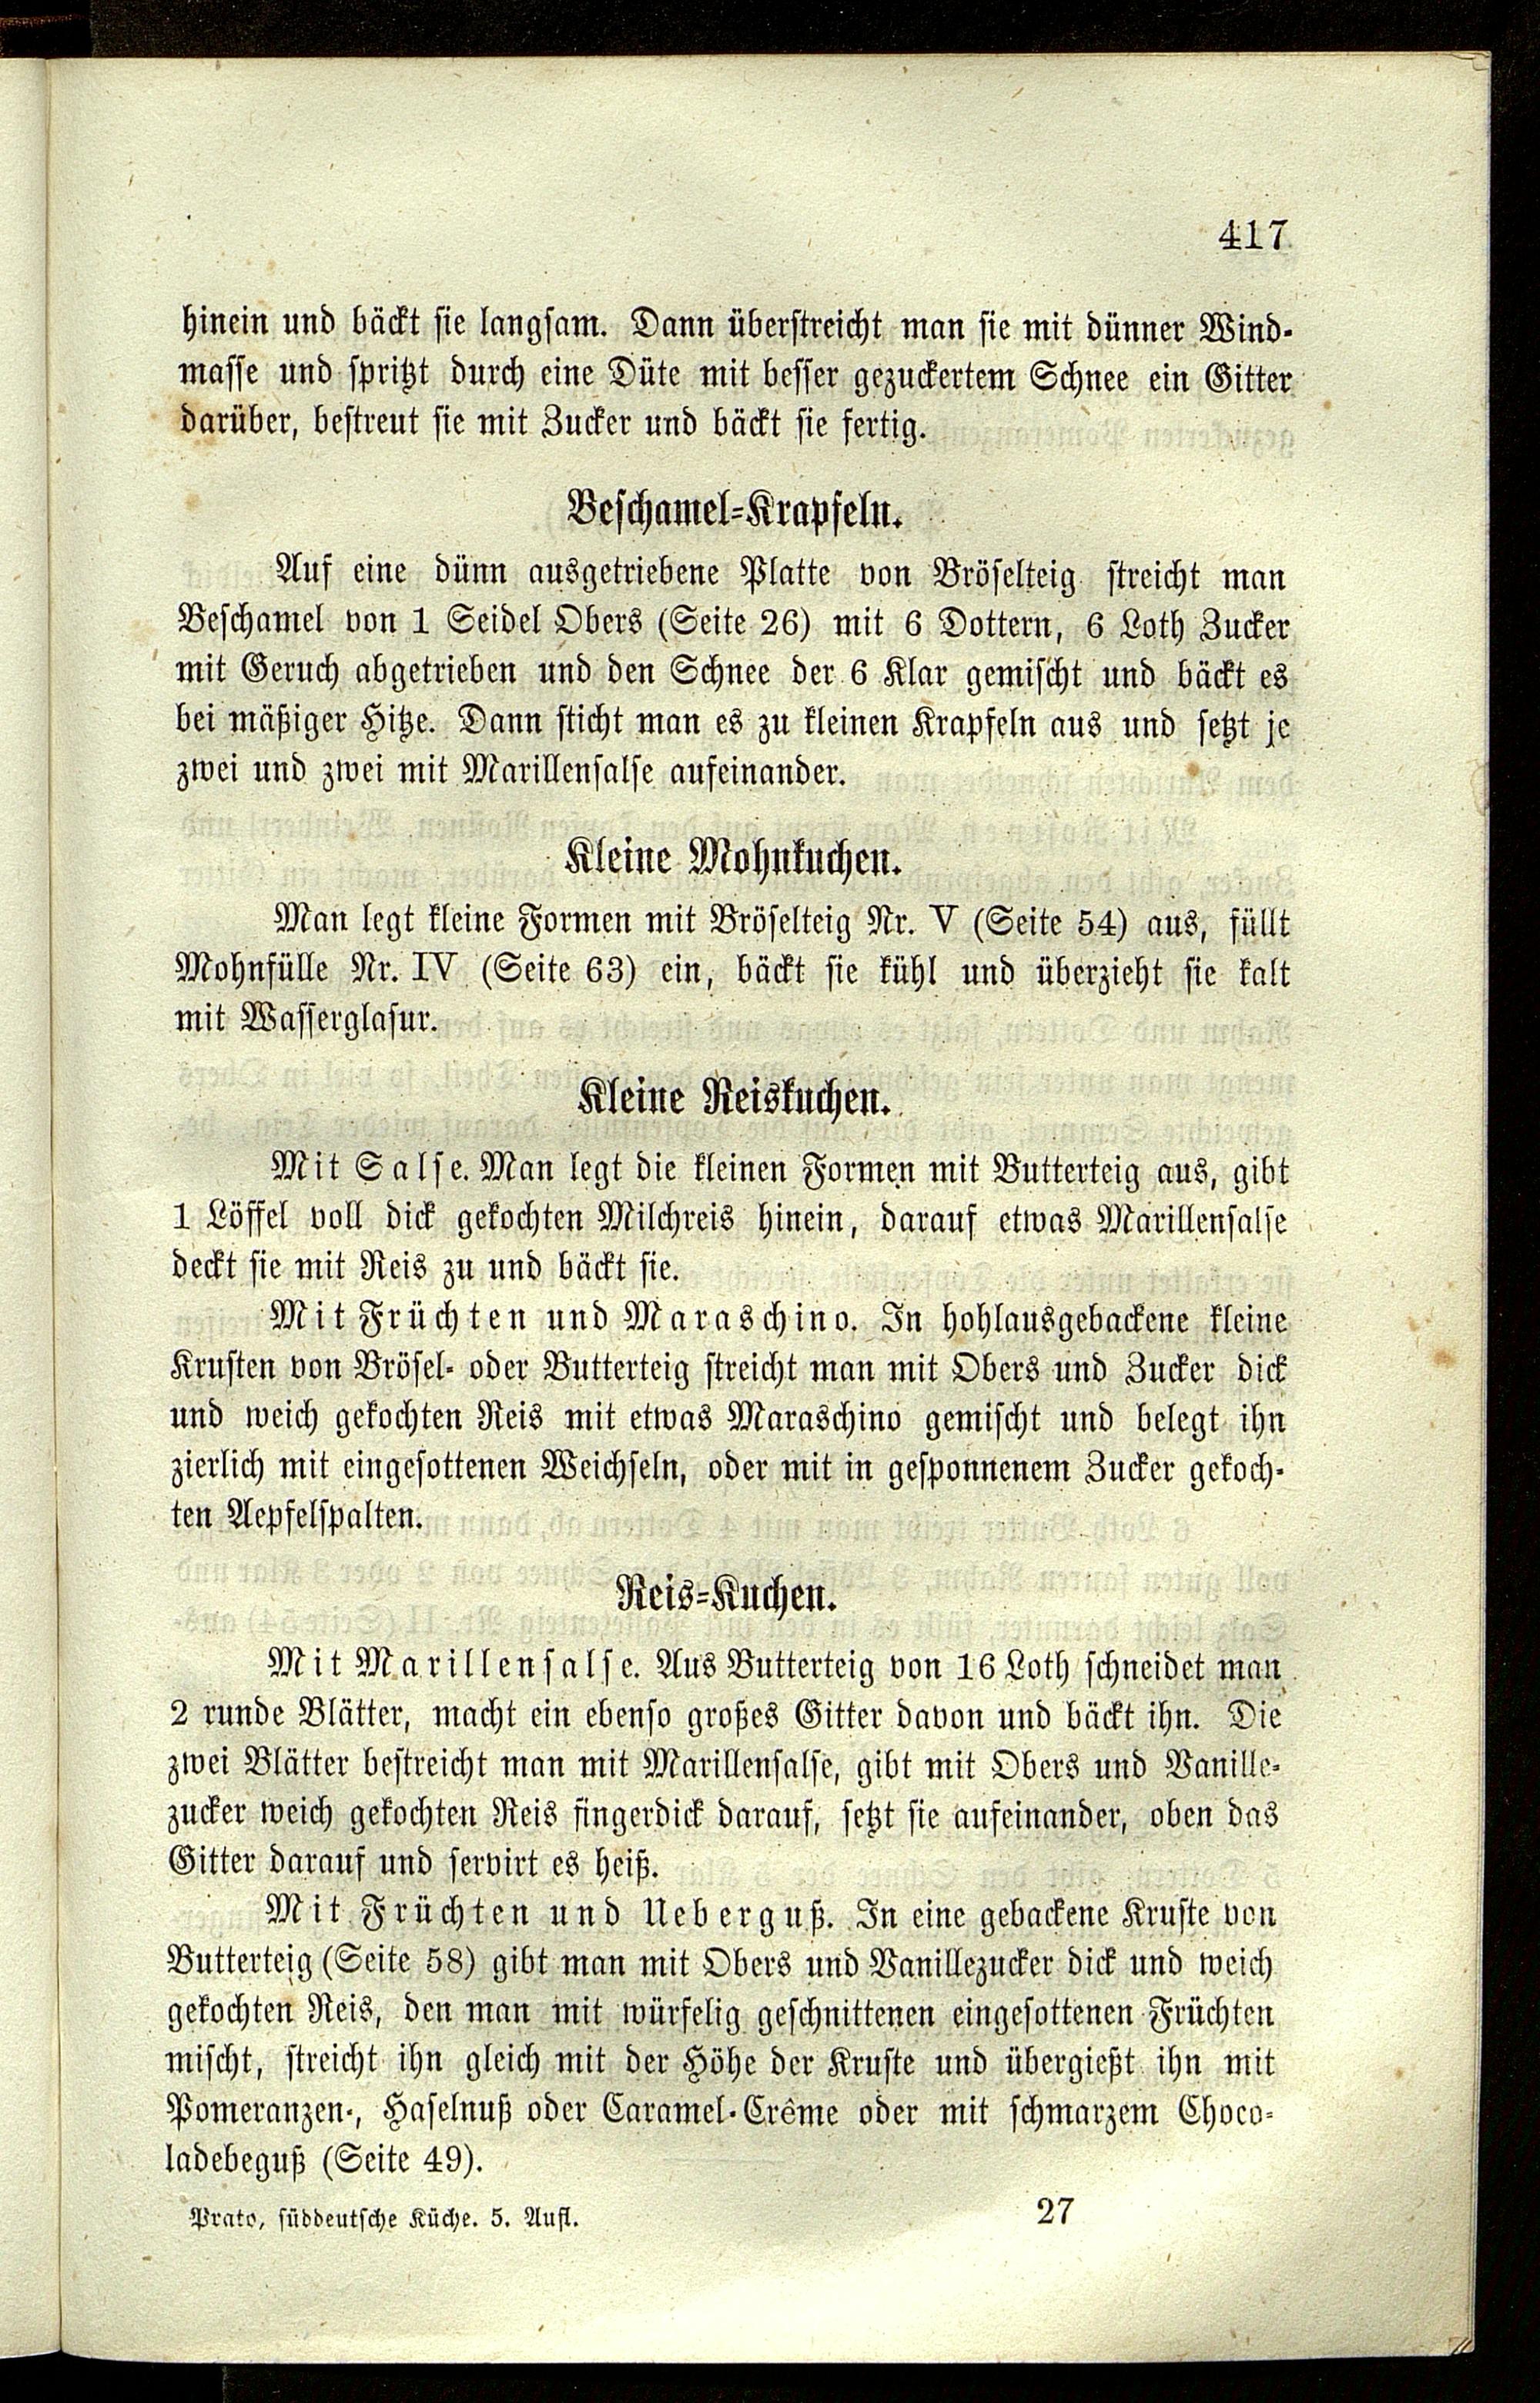 417
hinein und bäckt sie langsam. Dann überstreicht man sie mit dünner Wind-
masse und spritzt durch eine Düte mit besser gezuckertem Schnee ein Gitter
darüber, bestreut sie mit Zucker und bäckt sie fertig.
Beschamel-Krapfeln.
Auf eine dünn ausgetriebene Platte von Bröselteig streicht man
Beschamel von 1 Seidel Obers (Seite 26) mit 6 Dottern, 6 Loth Zucker
mit Geruch abgetrieben und den Schnee der 6 Klar gemischt und bäckt es
bei mäßiger Hitze. Dann sticht man es zu kleinen Krapfeln aus und setzt je
zwei und zwei mit Marillensalse aufeinander.
Kleine Mohnkuchen.
Man legt kleine Formen mit Bröselteig Nr. V (Seite 54) aus, füllt
Mohnfülle Nr. IV (Seite 63) ein, bäckt sie kühl und überzieht sie kalt
mit Wasserglasur.
Kleine Reiskuchen.
Mit Salse. Man legt die kleinen Formen mit Butterteig aus, gibt
1 Löffel voll dick gekochten Milchreis hinein, darauf etwas Marillensalse
deckt sie mit Reis zu und bäckt sie.
Mit Früchten und Maraschino. In hohlausgebackene kleine
Krusten von Brösel- oder Butterteig streicht man mit Obers und Zucker dick
und weich gekochten Reis mit etwas Maraschino gemischt und belegt ihn
zierlich mit eingesottenen Weichseln, oder mit in gesponnenem Zucker gekoch-
ten Aepfelspalten.
Reis-Kuchen.
Mit Marillensalse. Aus Butterteig von 16 Loth schneidet man
2 runde Blätter, macht ein ebenso großes Gitter davon und bäckt ihn. Die
zwei Blätter bestreicht man mit Marillensalse, gibt mit Obers und Vanille-
zucker weich gekochten Reis fingerdick darauf, setzt sie aufeinander, oben das
Gitter darauf und servirt es heiß.
Mit Früchten und Ueberguß. In eine gebackene Kruste von
Butterteig (Seite 58) gibt man mit Obers und Vanillezucker dick und weich
gekochten Reis, den man mit würfelig geschnittenen eingesottenen Früchten
mischt, streicht ihn gleich mit der Höhe der Kruste und übergießt ihn mit
Pomeranzen-, Haselnuß oder Caramel-Crême oder mit schmarzem Choco-
ladebeguß (Seite 49).
Prato, süddeutsche Küche. 5. Aufl.
27